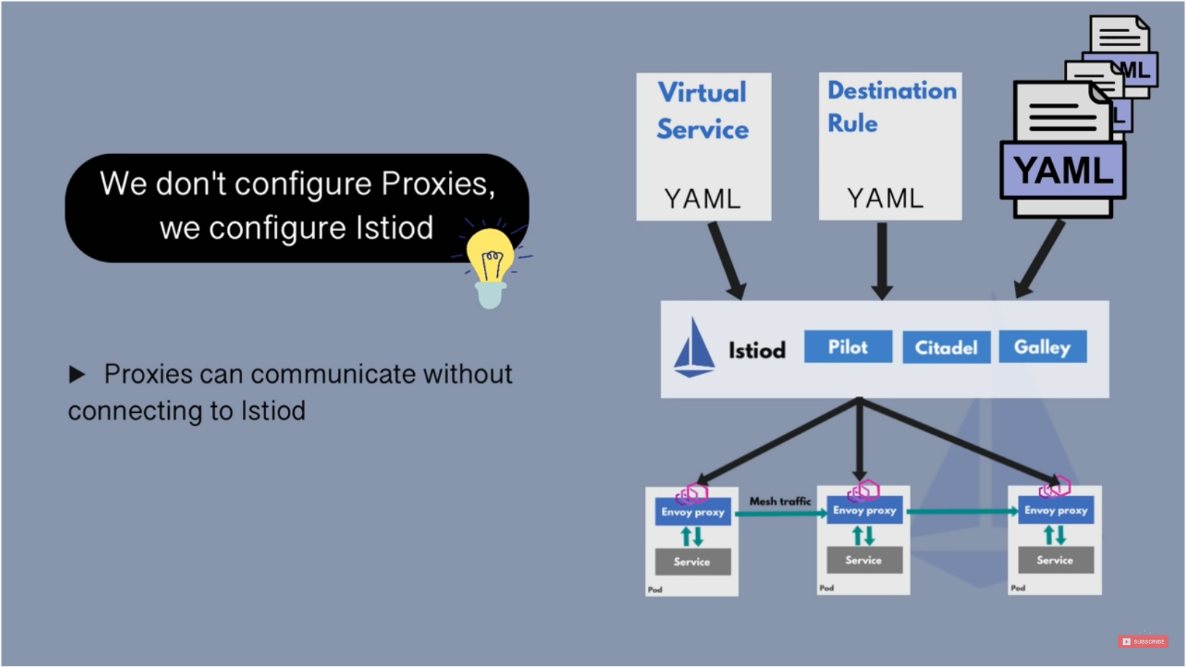 We don't configure Proxies,
we configure Istiod
▶ Proxies can communicate without
connecting to Istiod
Virtual
Service
YAML
Destination
Rule
YAML
ML
L
YAML
Istiod
Pilot
Citadel
Galley
Mesh traffic
Envoy proxy
Service
Pod
Envoy proxy
Service
Pod
Envoy proxy
Service
Pod
SUBSCRIBE